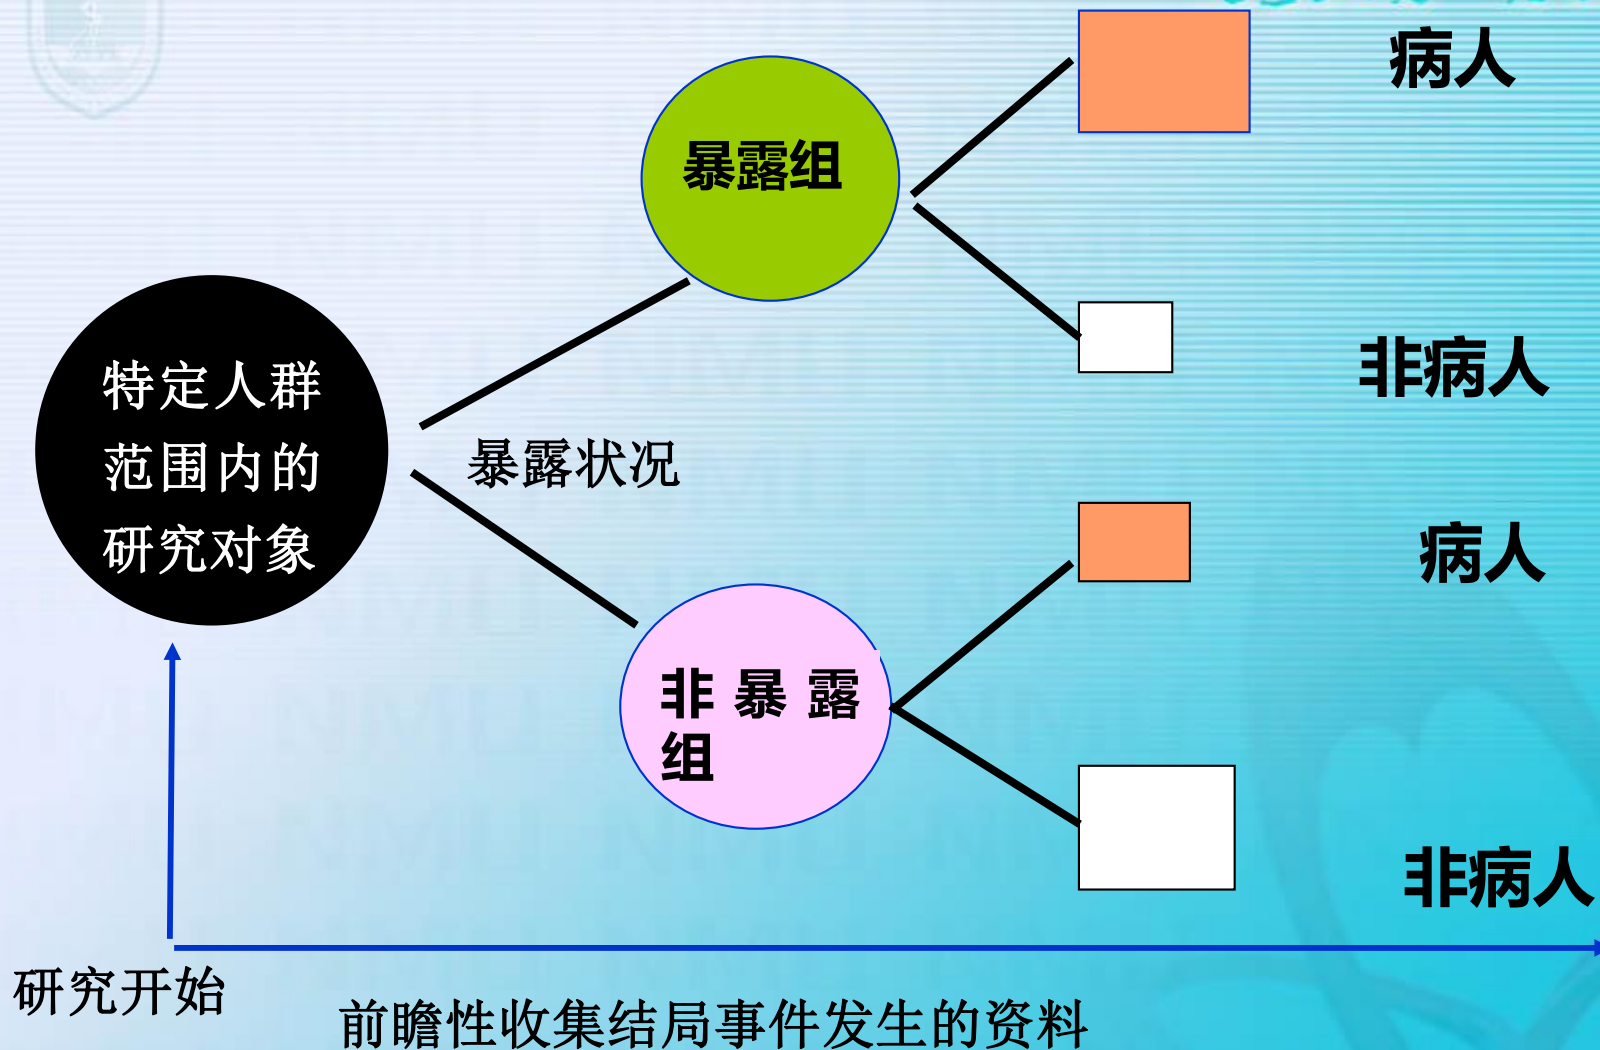 病人
暴露组
非病人
特定人群
范围内的
研究对象
暴露状况
病人
非暴露
组
非病人
研究开始
前瞻性收集结局事件发生的资料